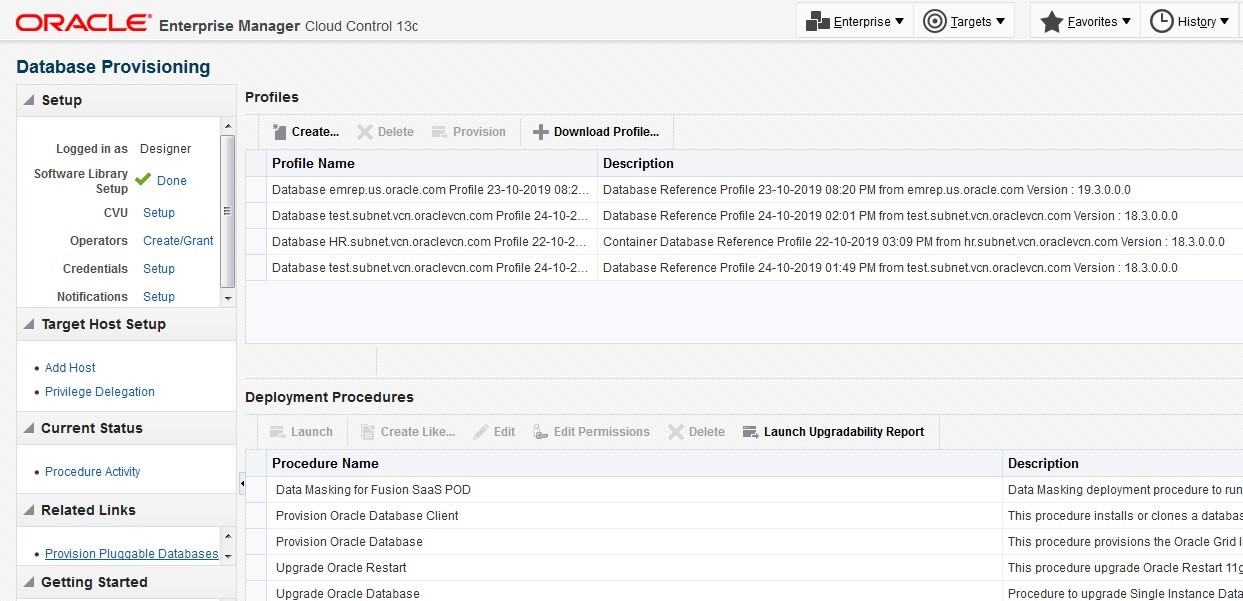 ORACLE Enterprise Manager Cloud Control 13c
Enterprise
Targets
Favorites
History
Database Provisioning
Setup
Logged in as Designer
Software Library Setup Done
CVU Setup
Operators Create/Grant
Credentials Setup
Notifications Setup
Target Host Setup
Add Host
Privilege Delegation
Current Status
Procedure Activity
Related Links
Provision Pluggable Databases
Getting Started
Profiles
Create... Delete Provision Download Profile...
Profile Name Description
Database emrep.us.oracle.com Profile 23-10-2019 08:2... Database Reference Profile 23-10-2019 08:20 PM from emrep.us.oracle.com Version : 19.3.0.0.0
Database test.subnet.vcn.oraclevcn.com Profile 24-10-2... Database Reference Profile 24-10-2019 02:01 PM from test.subnet.vcn.oraclevcn.com Version : 18.3.0.0.0
Database HR.subnet.vcn.oraclevcn.com Profile 22-10-2... Container Database Reference Profile 22-10-2019 03:09 PM from hr.subnet.vcn.oraclevcn.com Version : 18.3.0.0.0
Database test.subnet.vcn.oraclevcn.com Profile 24-10-2... Database Reference Profile 24-10-2019 01:49 PM from test.subnet.vcn.oraclevcn.com Version : 18.3.0.0.0
Deployment Procedures
Launch Create Like... Edit Edit Permissions Delete Launch Upgradability Report
Procedure Name Description
Data Masking for Fusion SaaS POD Data Masking deployment procedure to run
Provision Oracle Database Client This procedure installs or clones a databas
Provision Oracle Database This procedure provisions the Oracle Grid I
Upgrade Oracle Restart This procedure upgrade Oracle Restart 11g
Upgrade Oracle Database Procedure to upgrade Single Instance Data